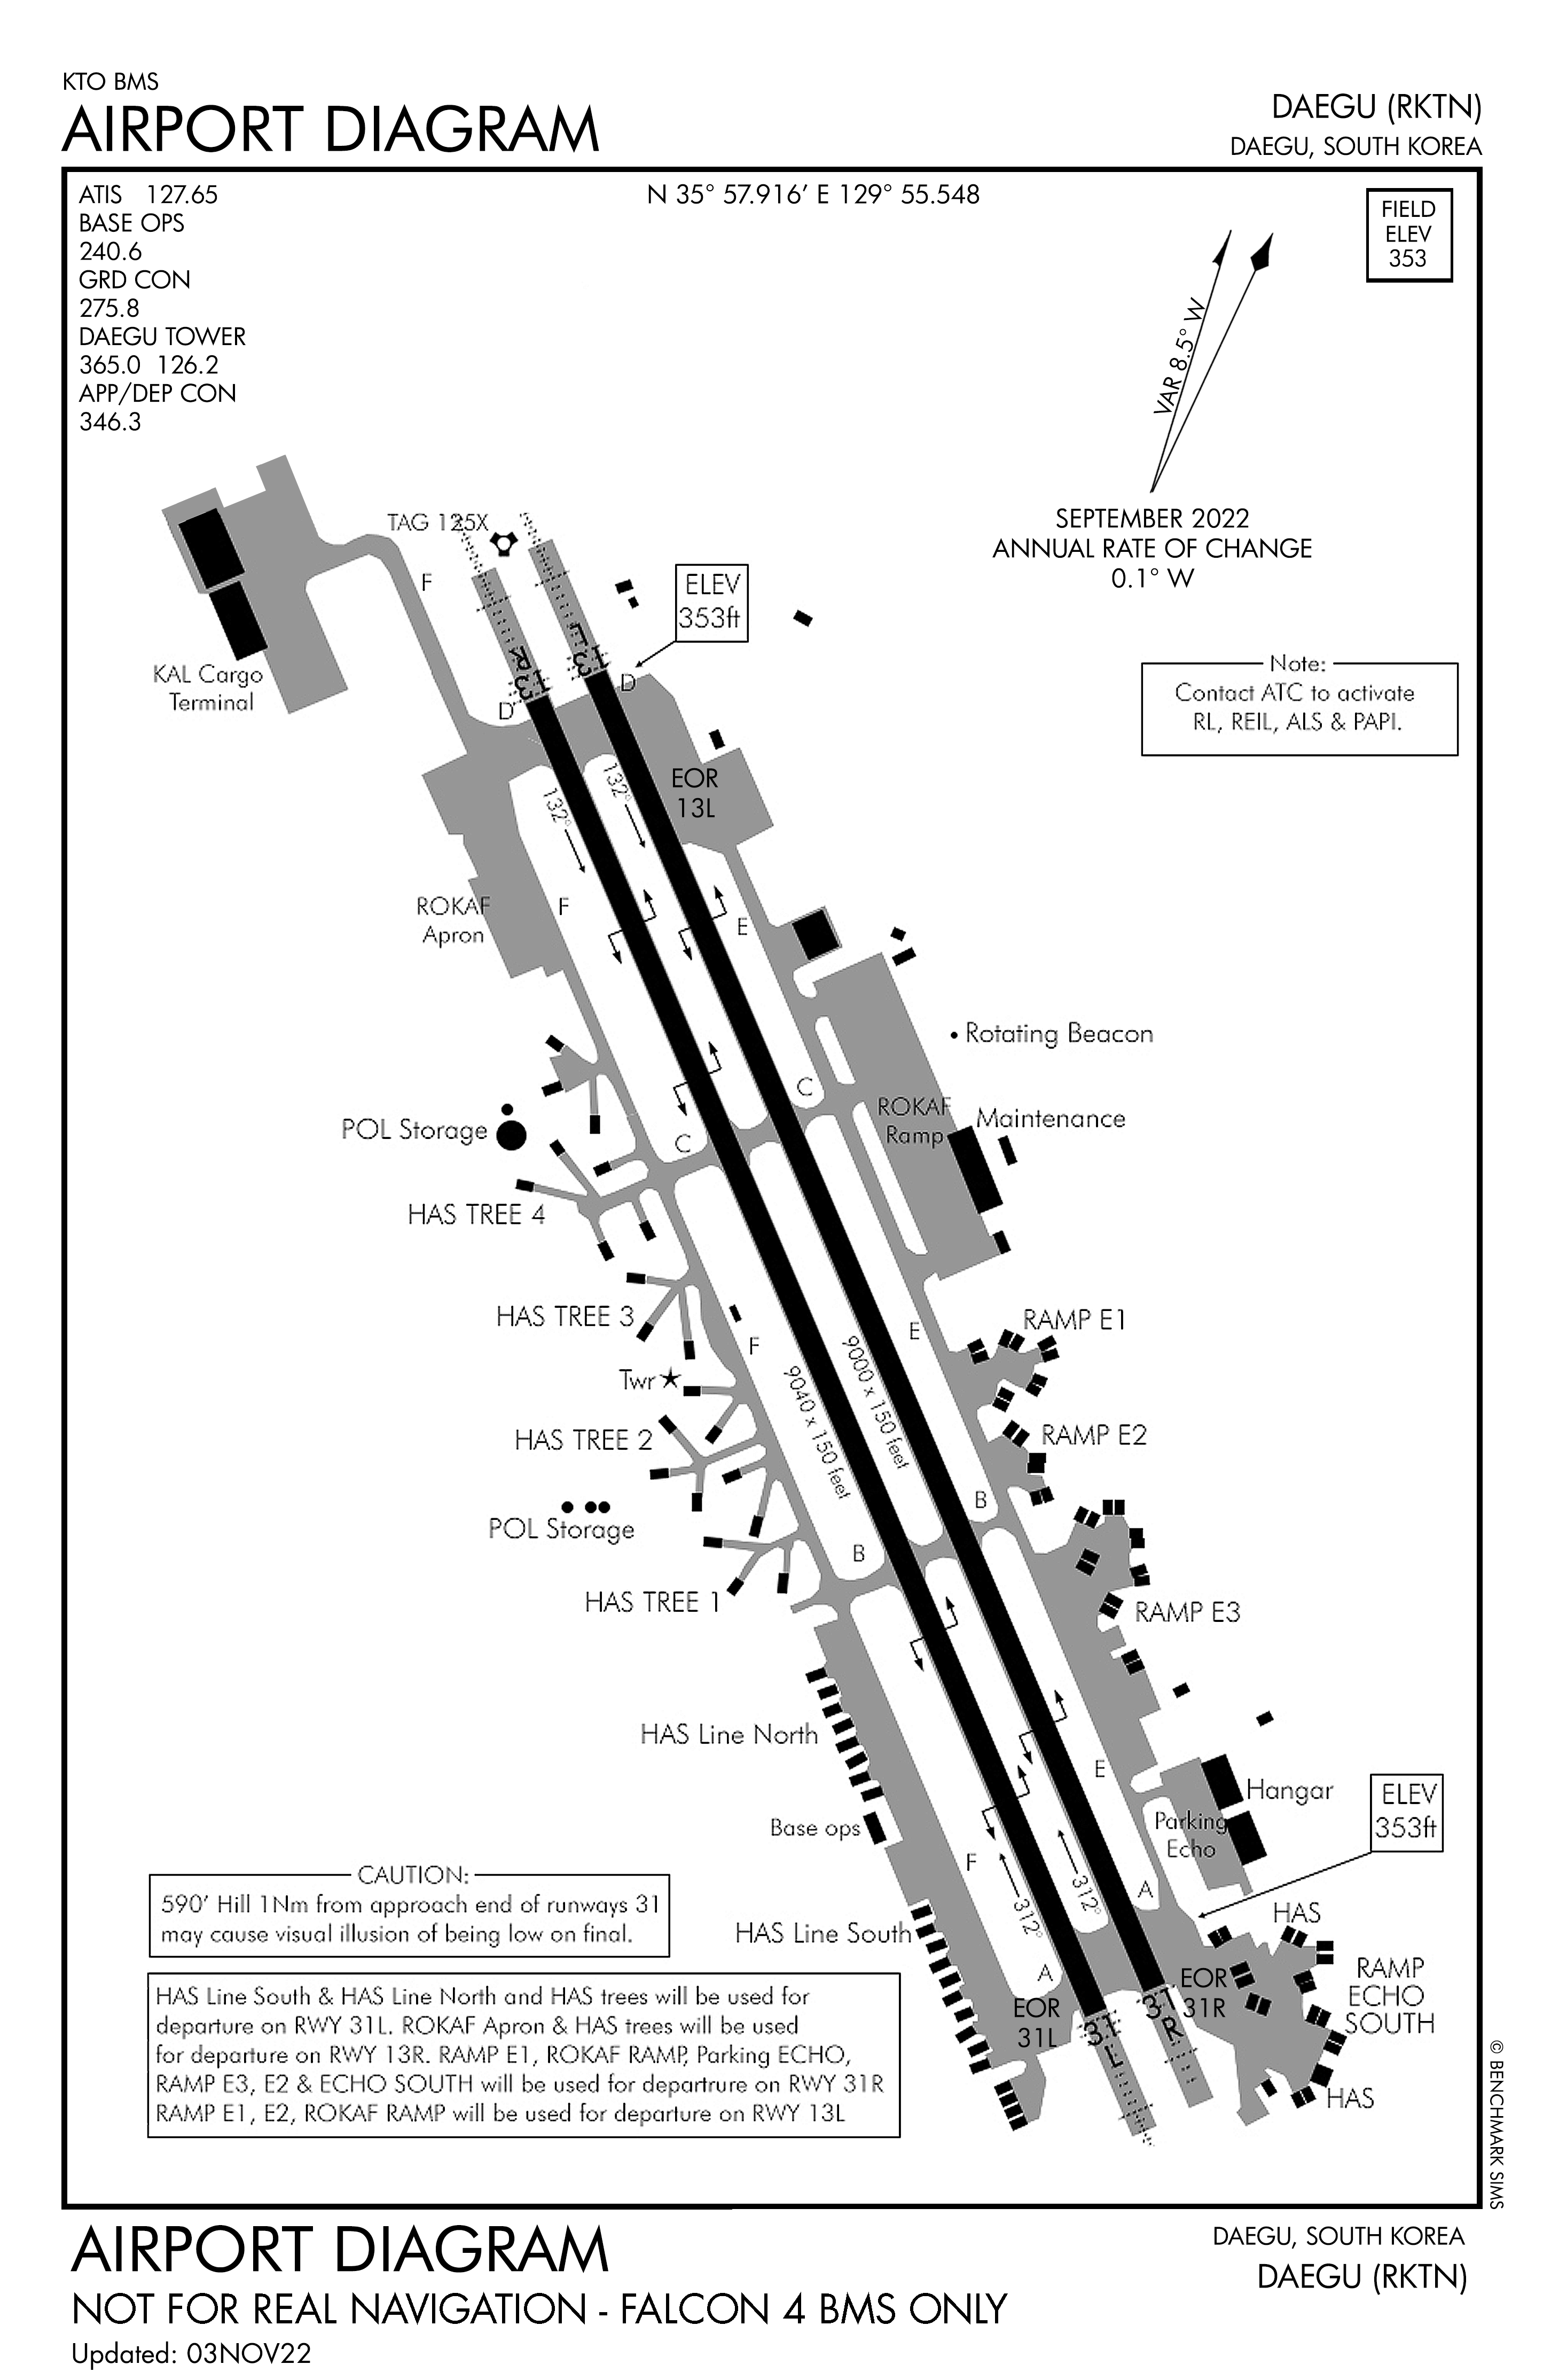 KTO BMS
AIRPORT DIAGRAM
DAEGU (RKTN)
DAEGU, SOUTH KOREA
ATIS 127.65
BASE OPS
240.6
GRD CON
275.8
DAEGU TOWER
365.0 126.2
APP/DEP CON
346.3
N 35° 57.916’ E 129° 55.548
FIELD
ELEV
353
VAR 8.5° W
SEPTEMBER 2022
ANNUAL RATE OF CHANGE
0.1° W
TAG 125X
F
ELEV
353ft
KAL Cargo
Terminal
13
R
13
L
D
D
Note:
Contact ATC to activate
RL, REIL, ALS & PAPI.
EOR
13L
132°
132°
ROKAF
Apron
F
E
Rotating Beacon
C
ROKAF
Ramp
Maintenance
POL Storage
C
HAS TREE 4
HAS TREE 3
F
E
RAMP E1
9040 x 150 feet
9000 x 150 feet
Twr
HAS TREE 2
RAMP E2
B
POL Storage
B
HAS TREE 1
RAMP E3
HAS Line North
E
Hangar
ELEV
353ft
Base ops
Parking
Echo
F
A
312°
312°
CAUTION:
590’ Hill 1Nm from approach end of runways 31
may cause visual illusion of being low on final.
HAS Line South
HAS
A
EOR
31L
EOR
31R
RAMP
ECHO
SOUTH
31
L
31
R
HAS
HAS Line South & HAS Line North and HAS trees will be used for
departure on RWY 31L. ROKAF Apron & HAS trees will be used
for departure on RWY 13R. RAMP E1, ROKAF RAMP, Parking ECHO,
RAMP E3, E2 & ECHO SOUTH will be used for departrure on RWY 31R
RAMP E1, E2, ROKAF RAMP will be used for departure on RWY 13L
© BENCHMARK SIMS
AIRPORT DIAGRAM
NOT FOR REAL NAVIGATION - FALCON 4 BMS ONLY
Updated: 03NOV22
DAEGU, SOUTH KOREA
DAEGU (RKTN)